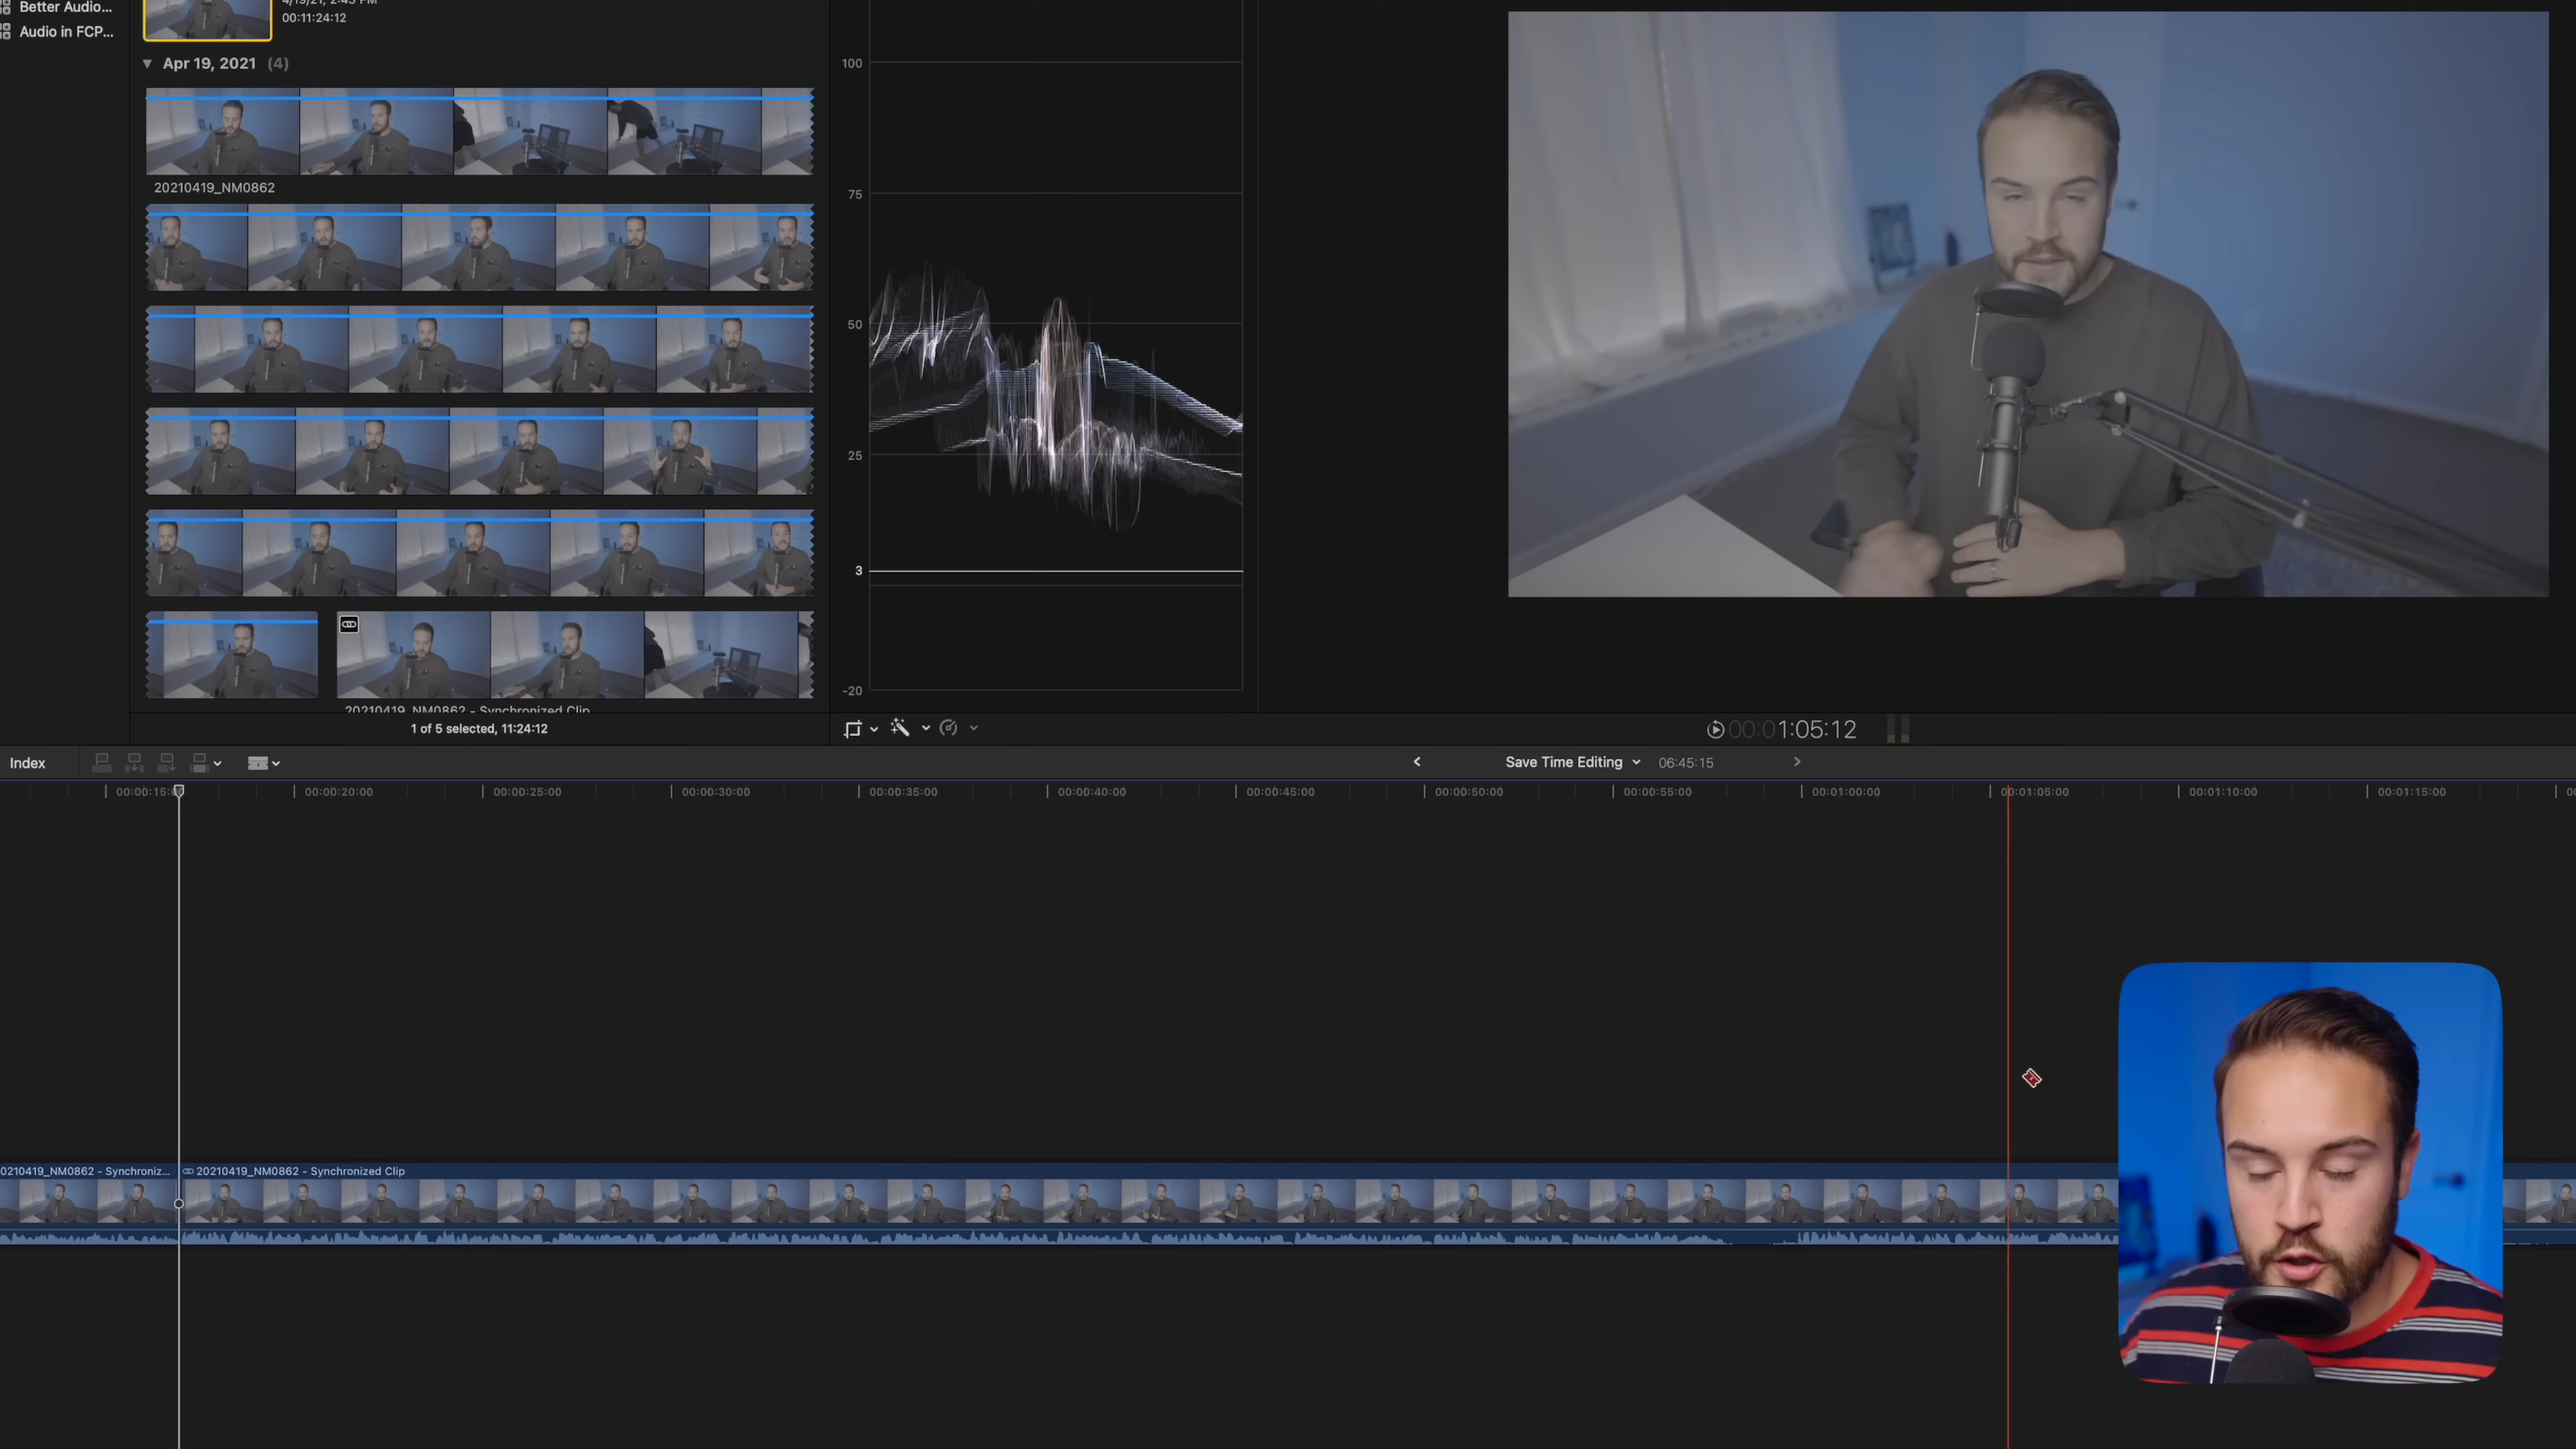 Better Audio...
4/19/21, 2:43 PM
Audio in FCP...
00:11:24:12
Apr 19, 2021 (4)
20210419_NM0862
20210419_NM0862 - Synchronized Clip
1 of 5 selected, 11:24:12
100
75
50
25
3
-20
00:01:05:12
Index
Save Time Editing
06:45:15
00:00:15:00
00:00:20:00
00:00:25:00
00:00:30:00
00:00:35:00
00:00:40:00
00:00:45:00
00:00:50:00
00:00:55:00
00:01:00:00
00:01:05:00
00:01:10:00
00:01:15:00
0210419_NM0862 - Synchroniz...
20210419_NM0862 - Synchronized Clip